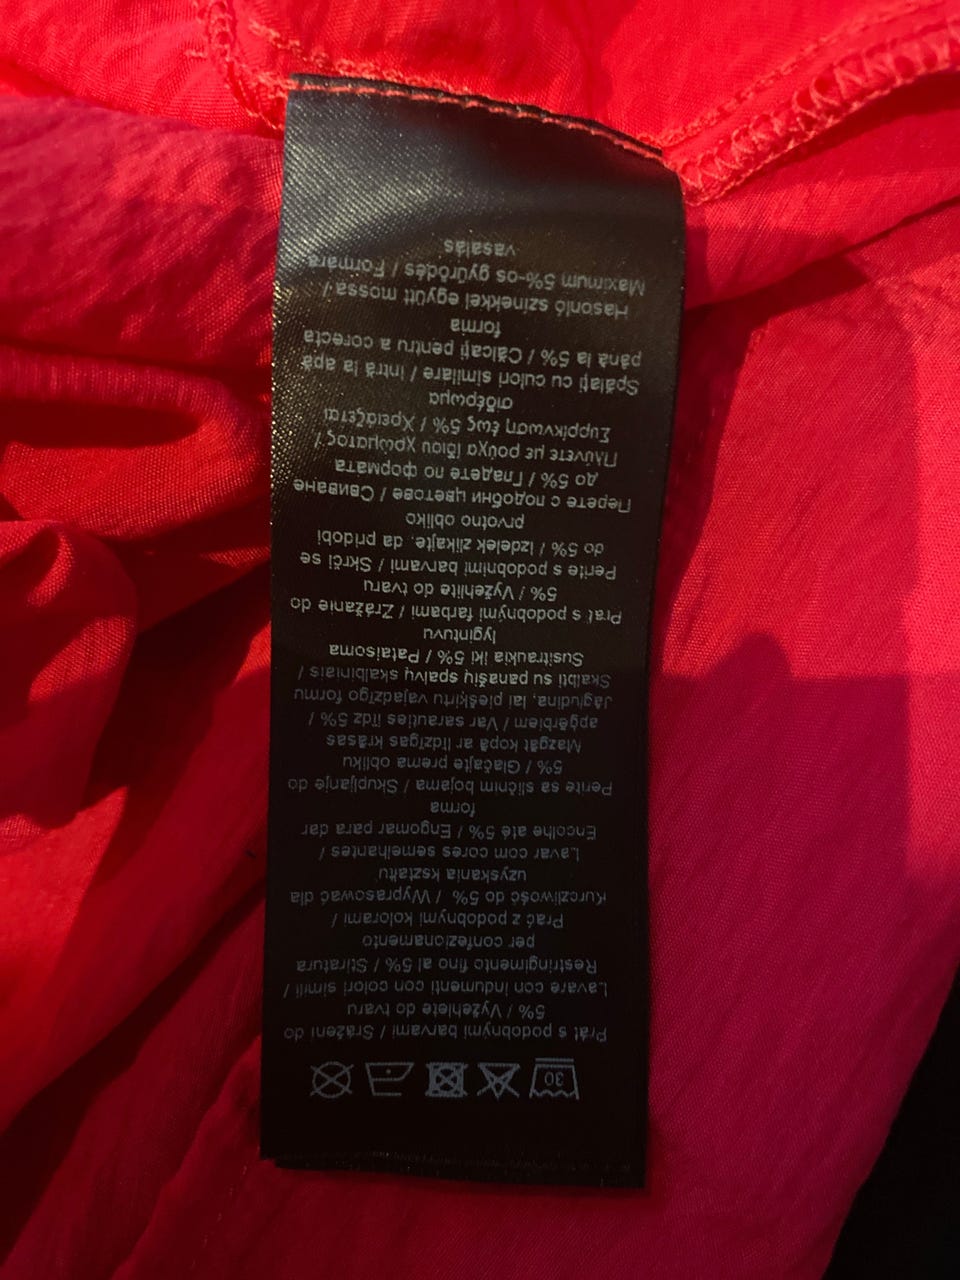 30
Prát s podobnými barvami / Srážení do
5% / Vyžehlete do tvaru
Lavare con indumenti con colori simili /
Restringimento fino al 5% / Stiratura
per confezionamento
Prać z podobnymi kolorami /
Kurczliwość do 5% / Wyprasować dla
uzyskania kształtu
Lavar com cores semelhantes /
Encolhe até 5% / Engomar para dar
forma
Perite sa sličnim bojama / Skupljanje do
5% / Glačajte prema obliku
Mazgāt kopā ar līdzīgas krāsas
apģērbiem / Var sarauties līdz 5% /
Jāgludina, lai piešķirtu vajadzīgo formu
Skalbti su panašių spalvų skalbiniais /
Susitraukia iki 5% / Pataisoma
lygintuvu
Prať s podobnými farbami / Zrážanie do
5% / Vyžehlite do tvaru
Perite s podobnimi barvami / Skrči se
do 5% / Izdelek zlikajte, da pridobi
prvotno obliko
Перете с подобни цветове / Свиване
до 5% / Гладете по формата
Πλύνετε με ρούχα ίδιου Χρώματος /
Συρρίκνωση έως 5% / Χρειάζεται
σιδέρωμα
Spălați cu culori similare / intră la apă
până la 5% / Călcați pentru a corecta
forma
Hasonló színekkel együtt mossa /
Maximum 5%-os gyűrődés / Formára
vasalás